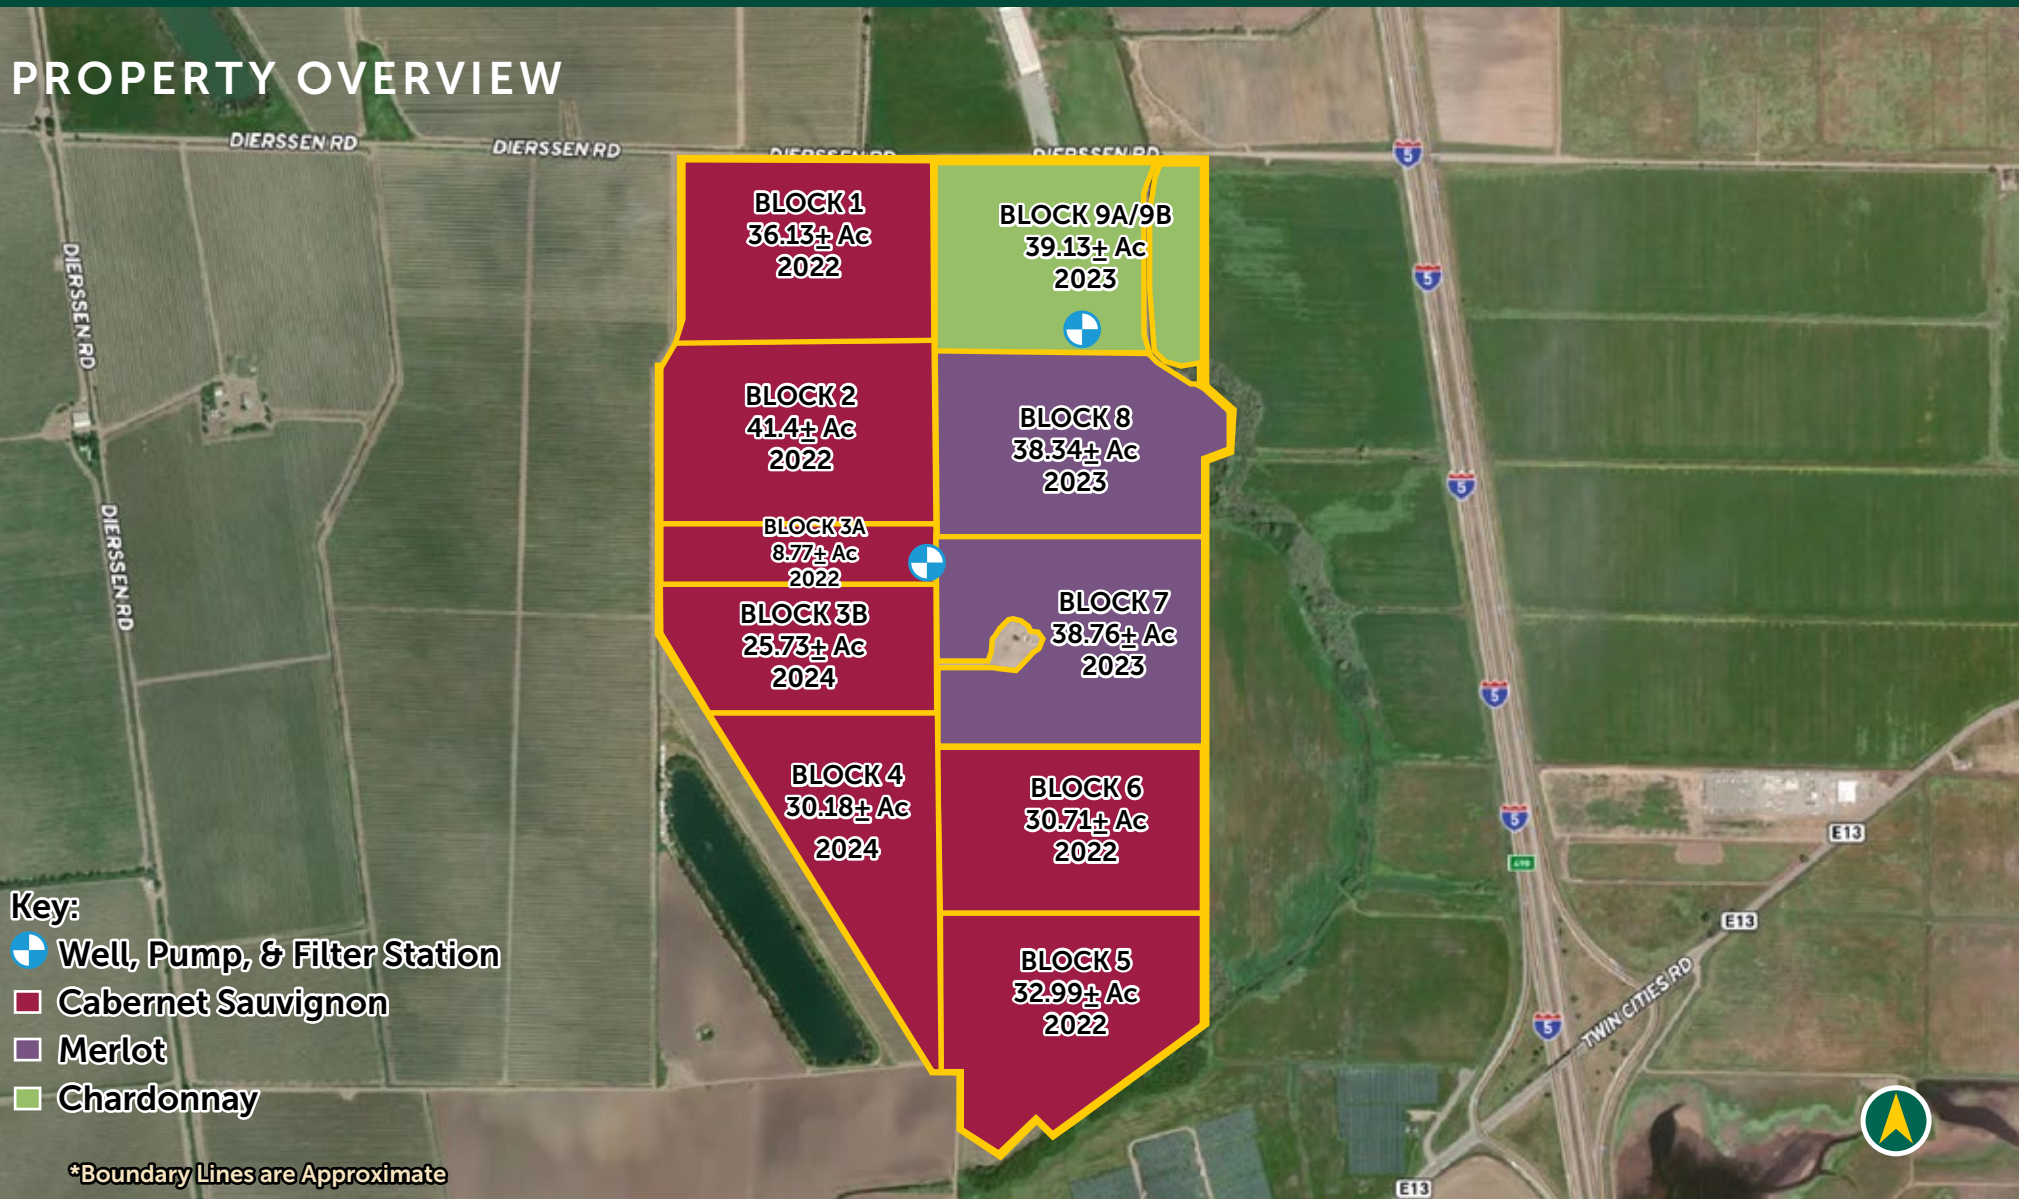 PROPERTY OVERVIEW
DIERSSEN RD
DIERSSEN RD
DIERSSEN RD
DIERSSEN RD
5
BLOCK 1
36.13± Ac
2022
BLOCK 9A/9B
39.13± Ac
2023
DIERSSEN RD
5
BLOCK 2
41.4± Ac
2022
BLOCK 8
38.34± Ac
2023
5
DIERSSEN RD
BLOCK 3A
8.77± Ac
2022
BLOCK 3B
25.73± Ac
2024
BLOCK 7
38.76± Ac
2023
5
BLOCK 4
30.18± Ac
2024
BLOCK 6
30.71± Ac
2022
5
E13
498
E13
BLOCK 5
32.99± Ac
2022
5
TWIN CITIES RD
E13
Key:
Well, Pump, & Filter Station
Cabernet Sauvignon
Merlot
Chardonnay
*Boundary Lines are Approximate